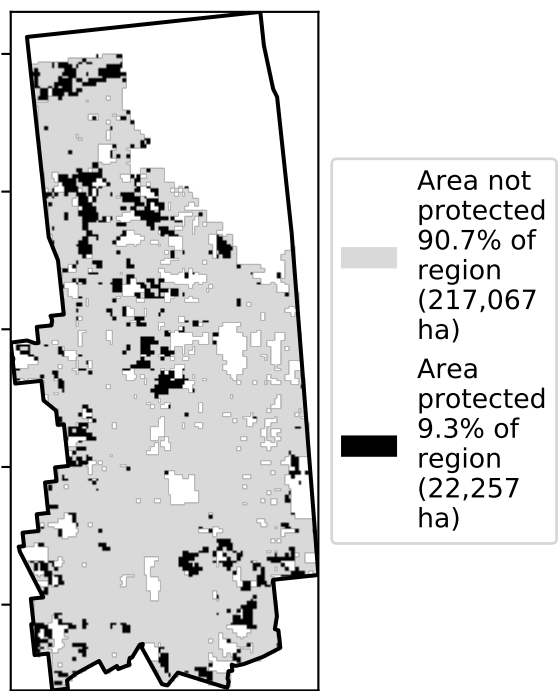 Area not
protected
90.7% of
region
(217,067
ha)
Area
protected
9.3% of
region
(22,257
ha)